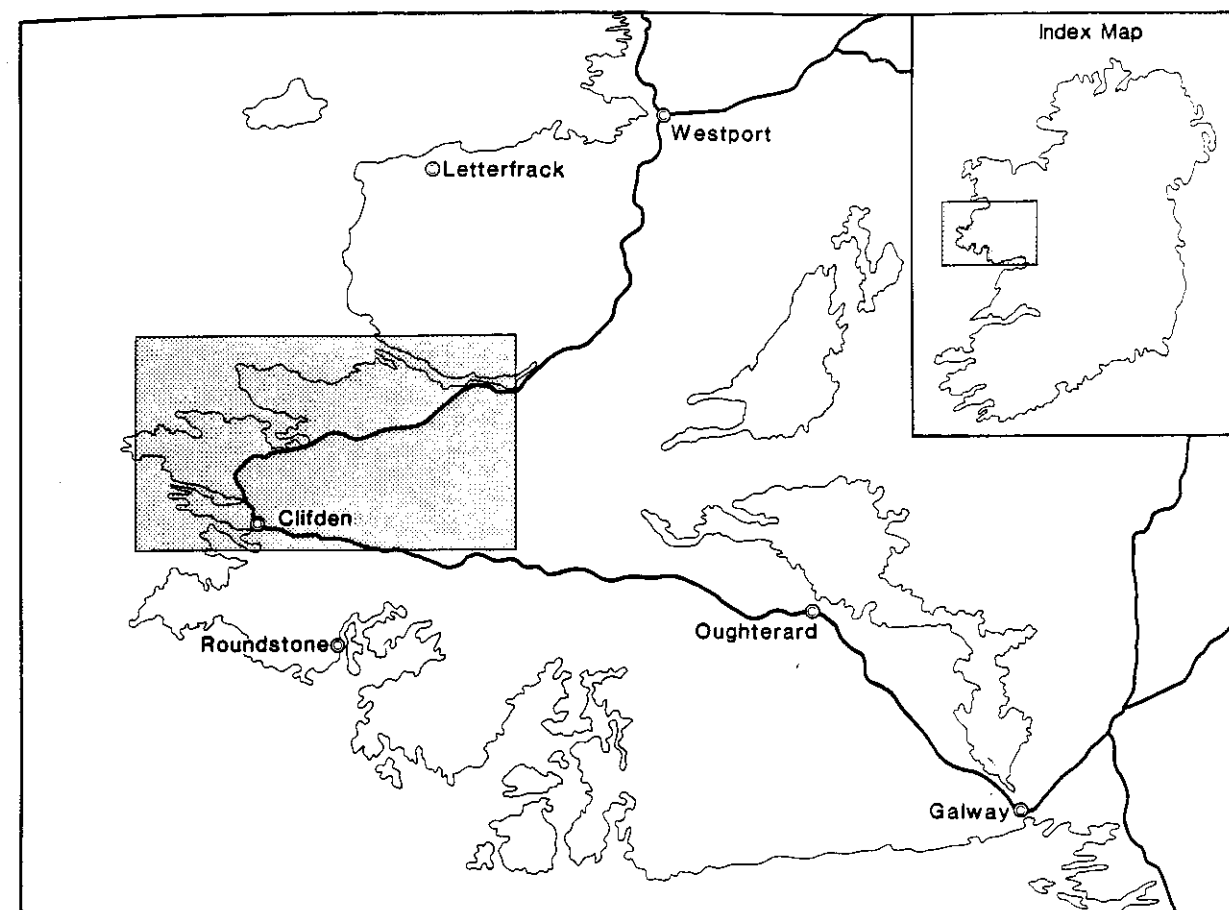 Index Map
Westport
Letterfrack
Clifden
Oughterard
Roundstone
Galway